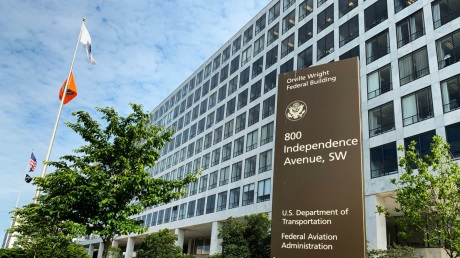 Orville Wright
Federal Building
800
Independence
Avenue, SW
U.S. Department of
Transportation
Federal Aviation
Administration